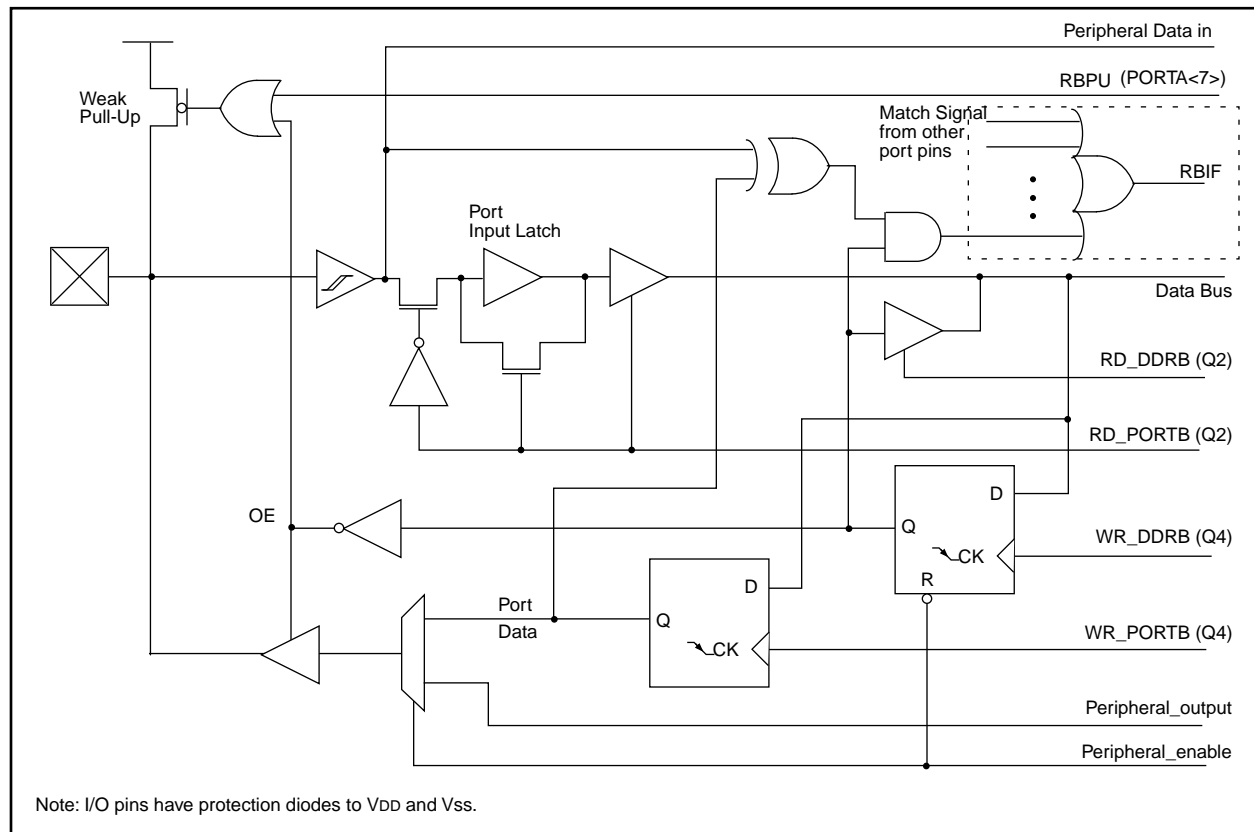 Peripheral Data in
RBPU (PORTA<7>)
Weak
Pull-Up
Match Signal
from other
port pins
RBIF
Port
Input Latch
Data Bus
RD_DDRB (Q2)
RD_PORTB (Q2)
D
OE
Q
WR_DDRB (Q4)
CK
R
D
Port
Data
Q
WR_PORTB (Q4)
CK
Peripheral_output
Peripheral_enable
Note: I/O pins have protection diodes to VDD and VSS.